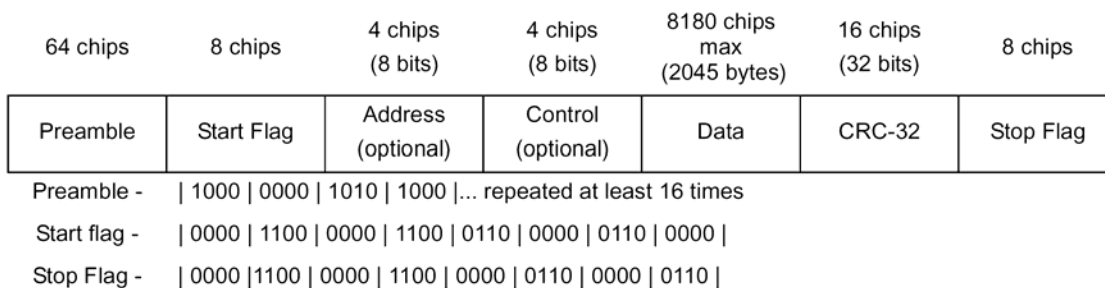 64 chips 8 chips 4 chips (8 bits) 4 chips (8 bits) 8180 chips max (2045 bytes) 16 chips (32 bits) 8 chips
Preamble Start Flag Address (optional) Control (optional) Data CRC-32 Stop Flag
Preamble - | 1000 | 0000 | 1010 | 1000 |... repeated at least 16 times
Start flag - | 0000 | 1100 | 0000 | 1100 | 0110 | 0000 | 0110 | 0000 |
Stop Flag - | 0000 |1100 | 0000 | 1100 | 0000 | 0110 | 0000 | 0110 |